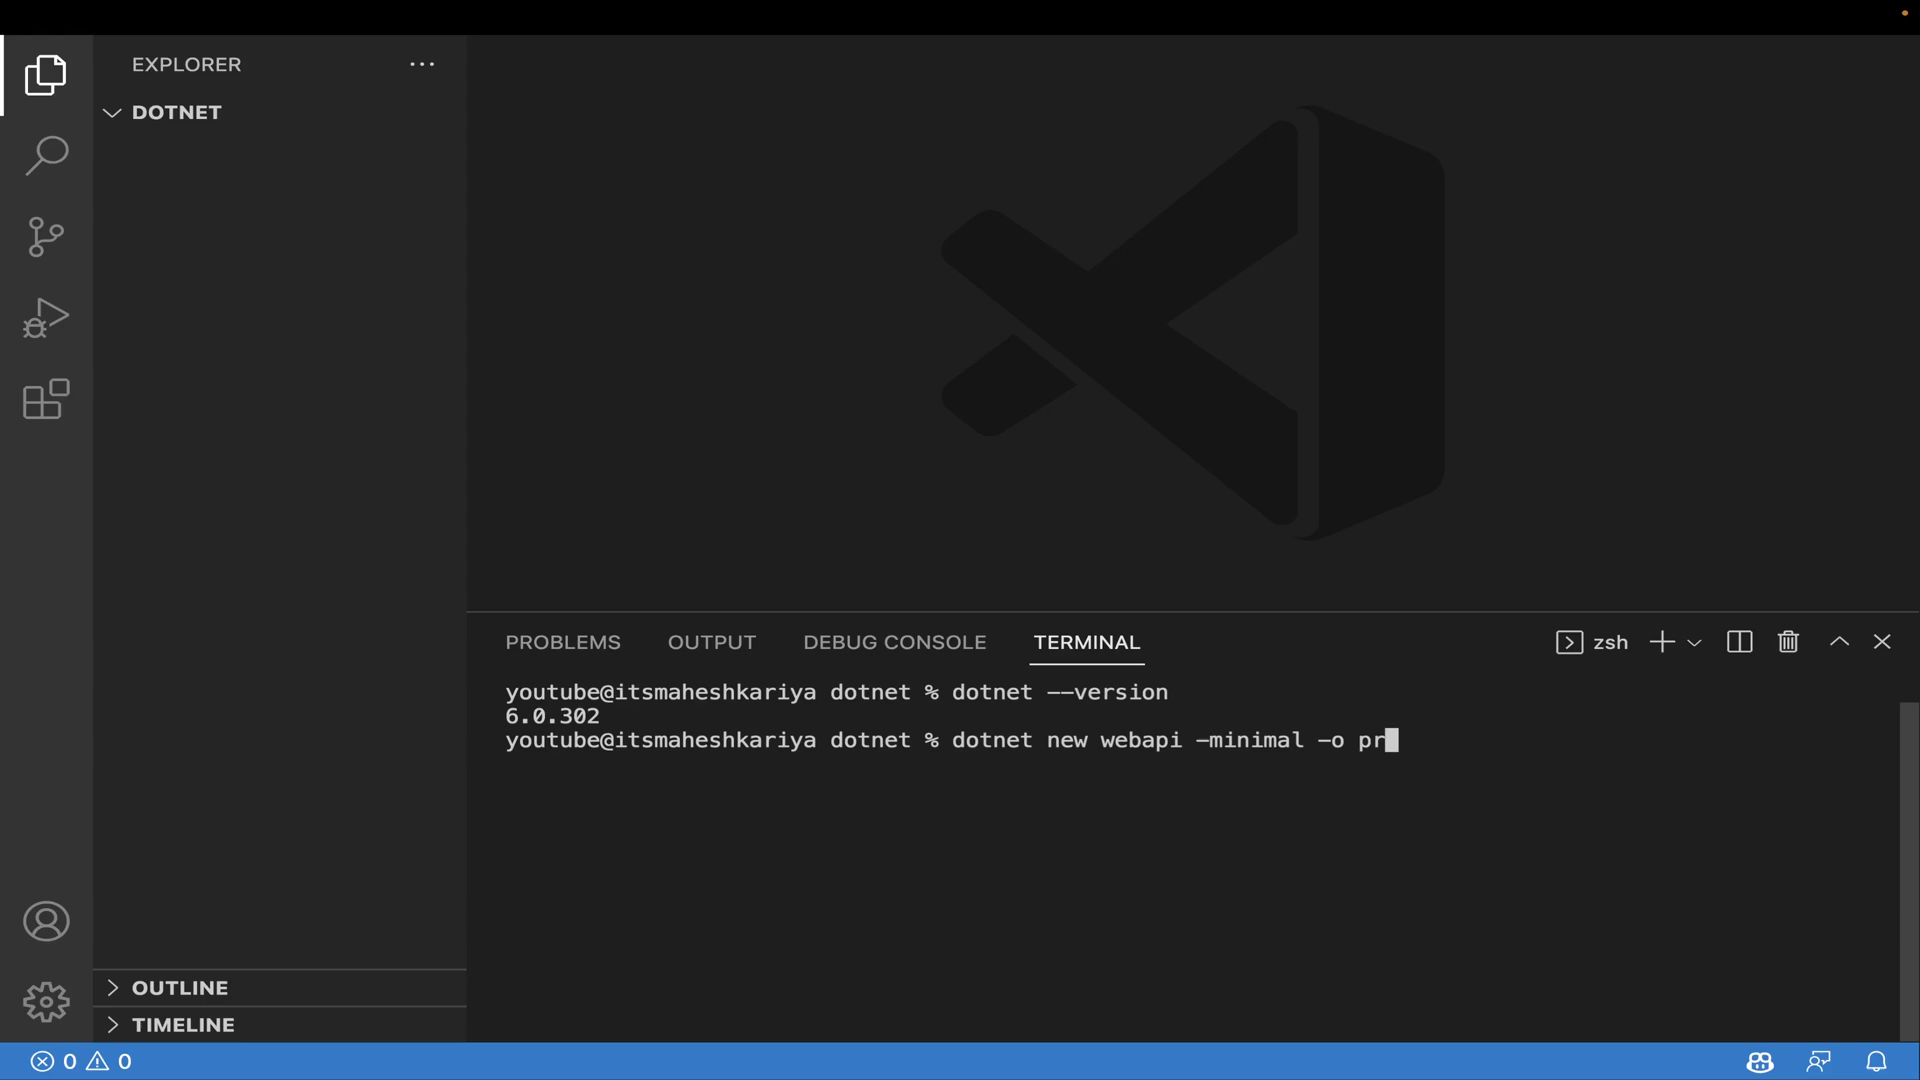 EXPLORER
DOTNET
PROBLEMS OUTPUT DEBUG CONSOLE TERMINAL zsh
youtube@itsmaheshkariya dotnet % dotnet --version
6.0.302
youtube@itsmaheshkariya dotnet % dotnet new webapi -minimal -o pr
OUTLINE
TIMELINE
0 0